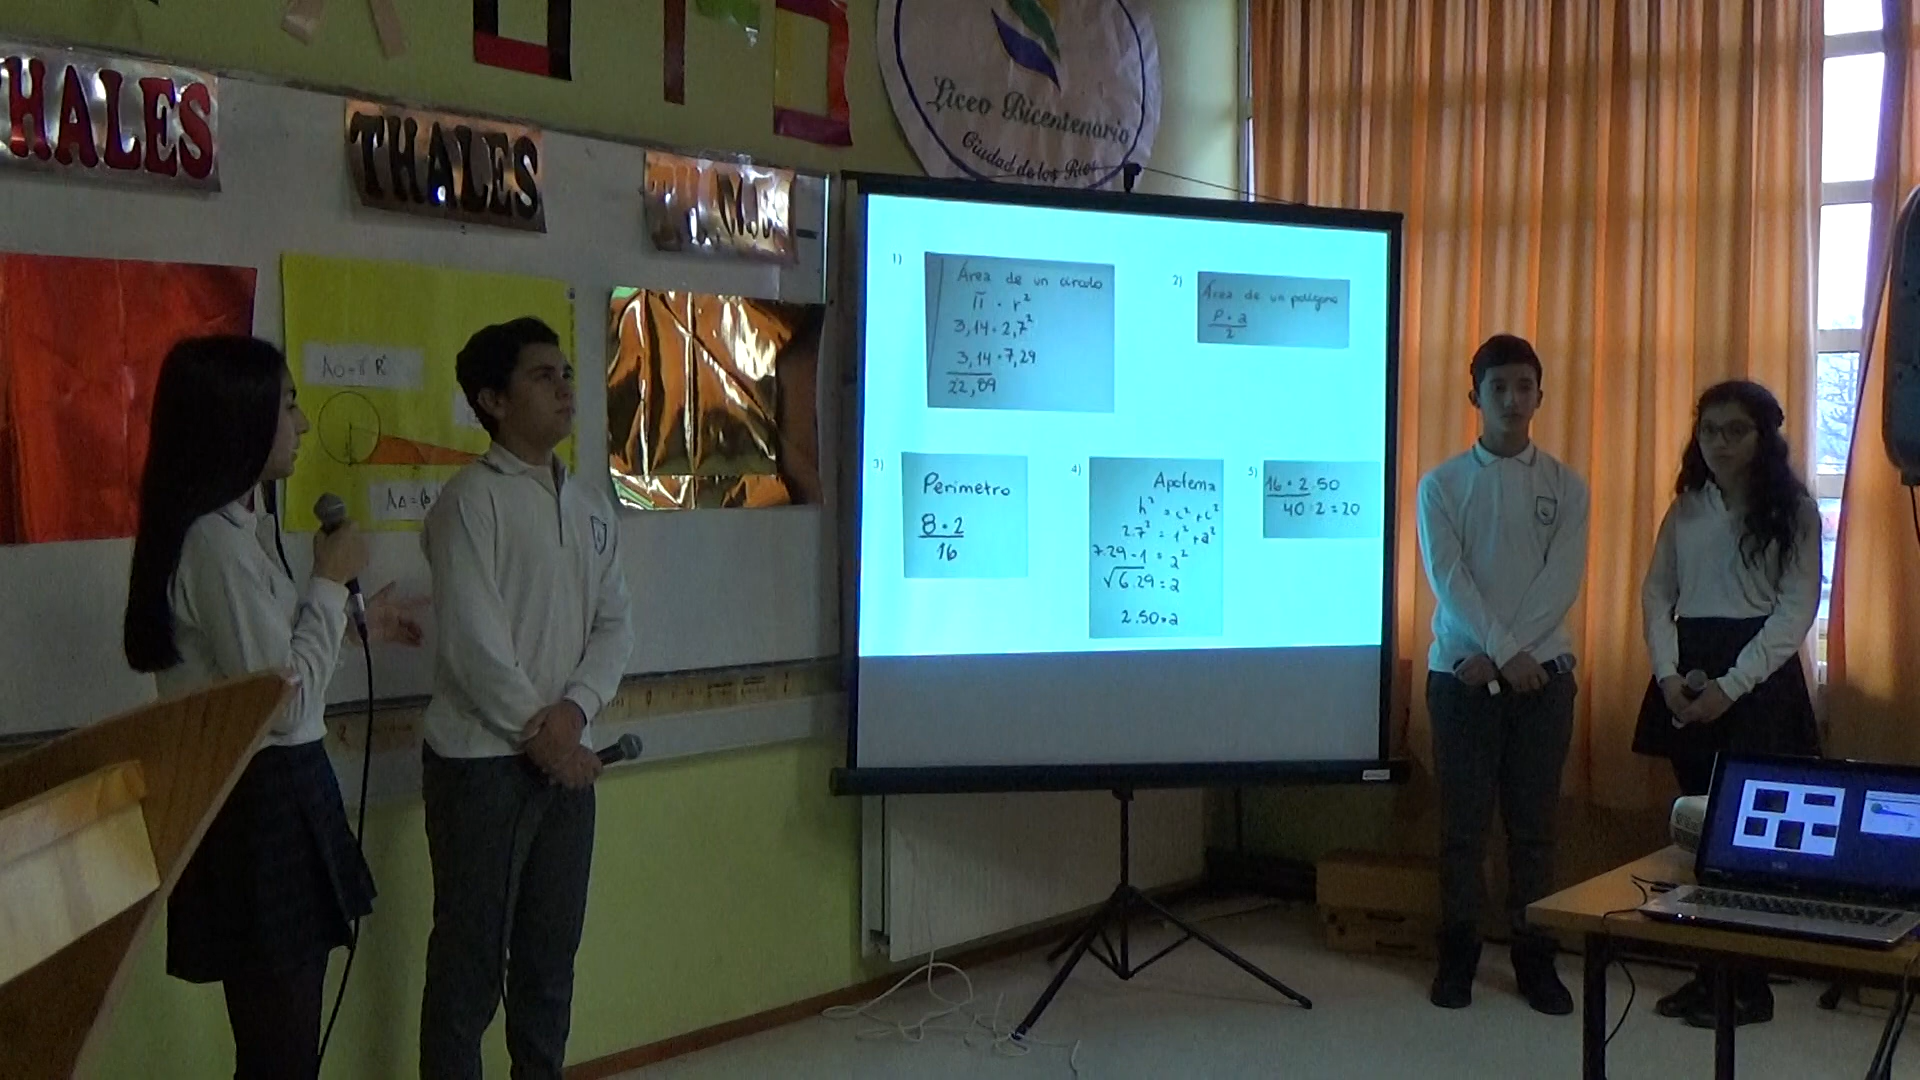 HALES
THALES
Liceo Bicentenario
Ciudad de los Ríos
A○=π R²
1)
Área de un círculo
π • r²
3,14 • 2,7²
3,14 • 7,29
22,89
2)
Área de un polígono
P • a
2
3)
Perimetro
8 • 2
16
4)
Apotema
h² = c² + c²
2.7² = 1² + a²
7.29 - 1 = a²
√6.29 = a
2.50 = a
5)
16 • 2.50
40 : 2 = 20